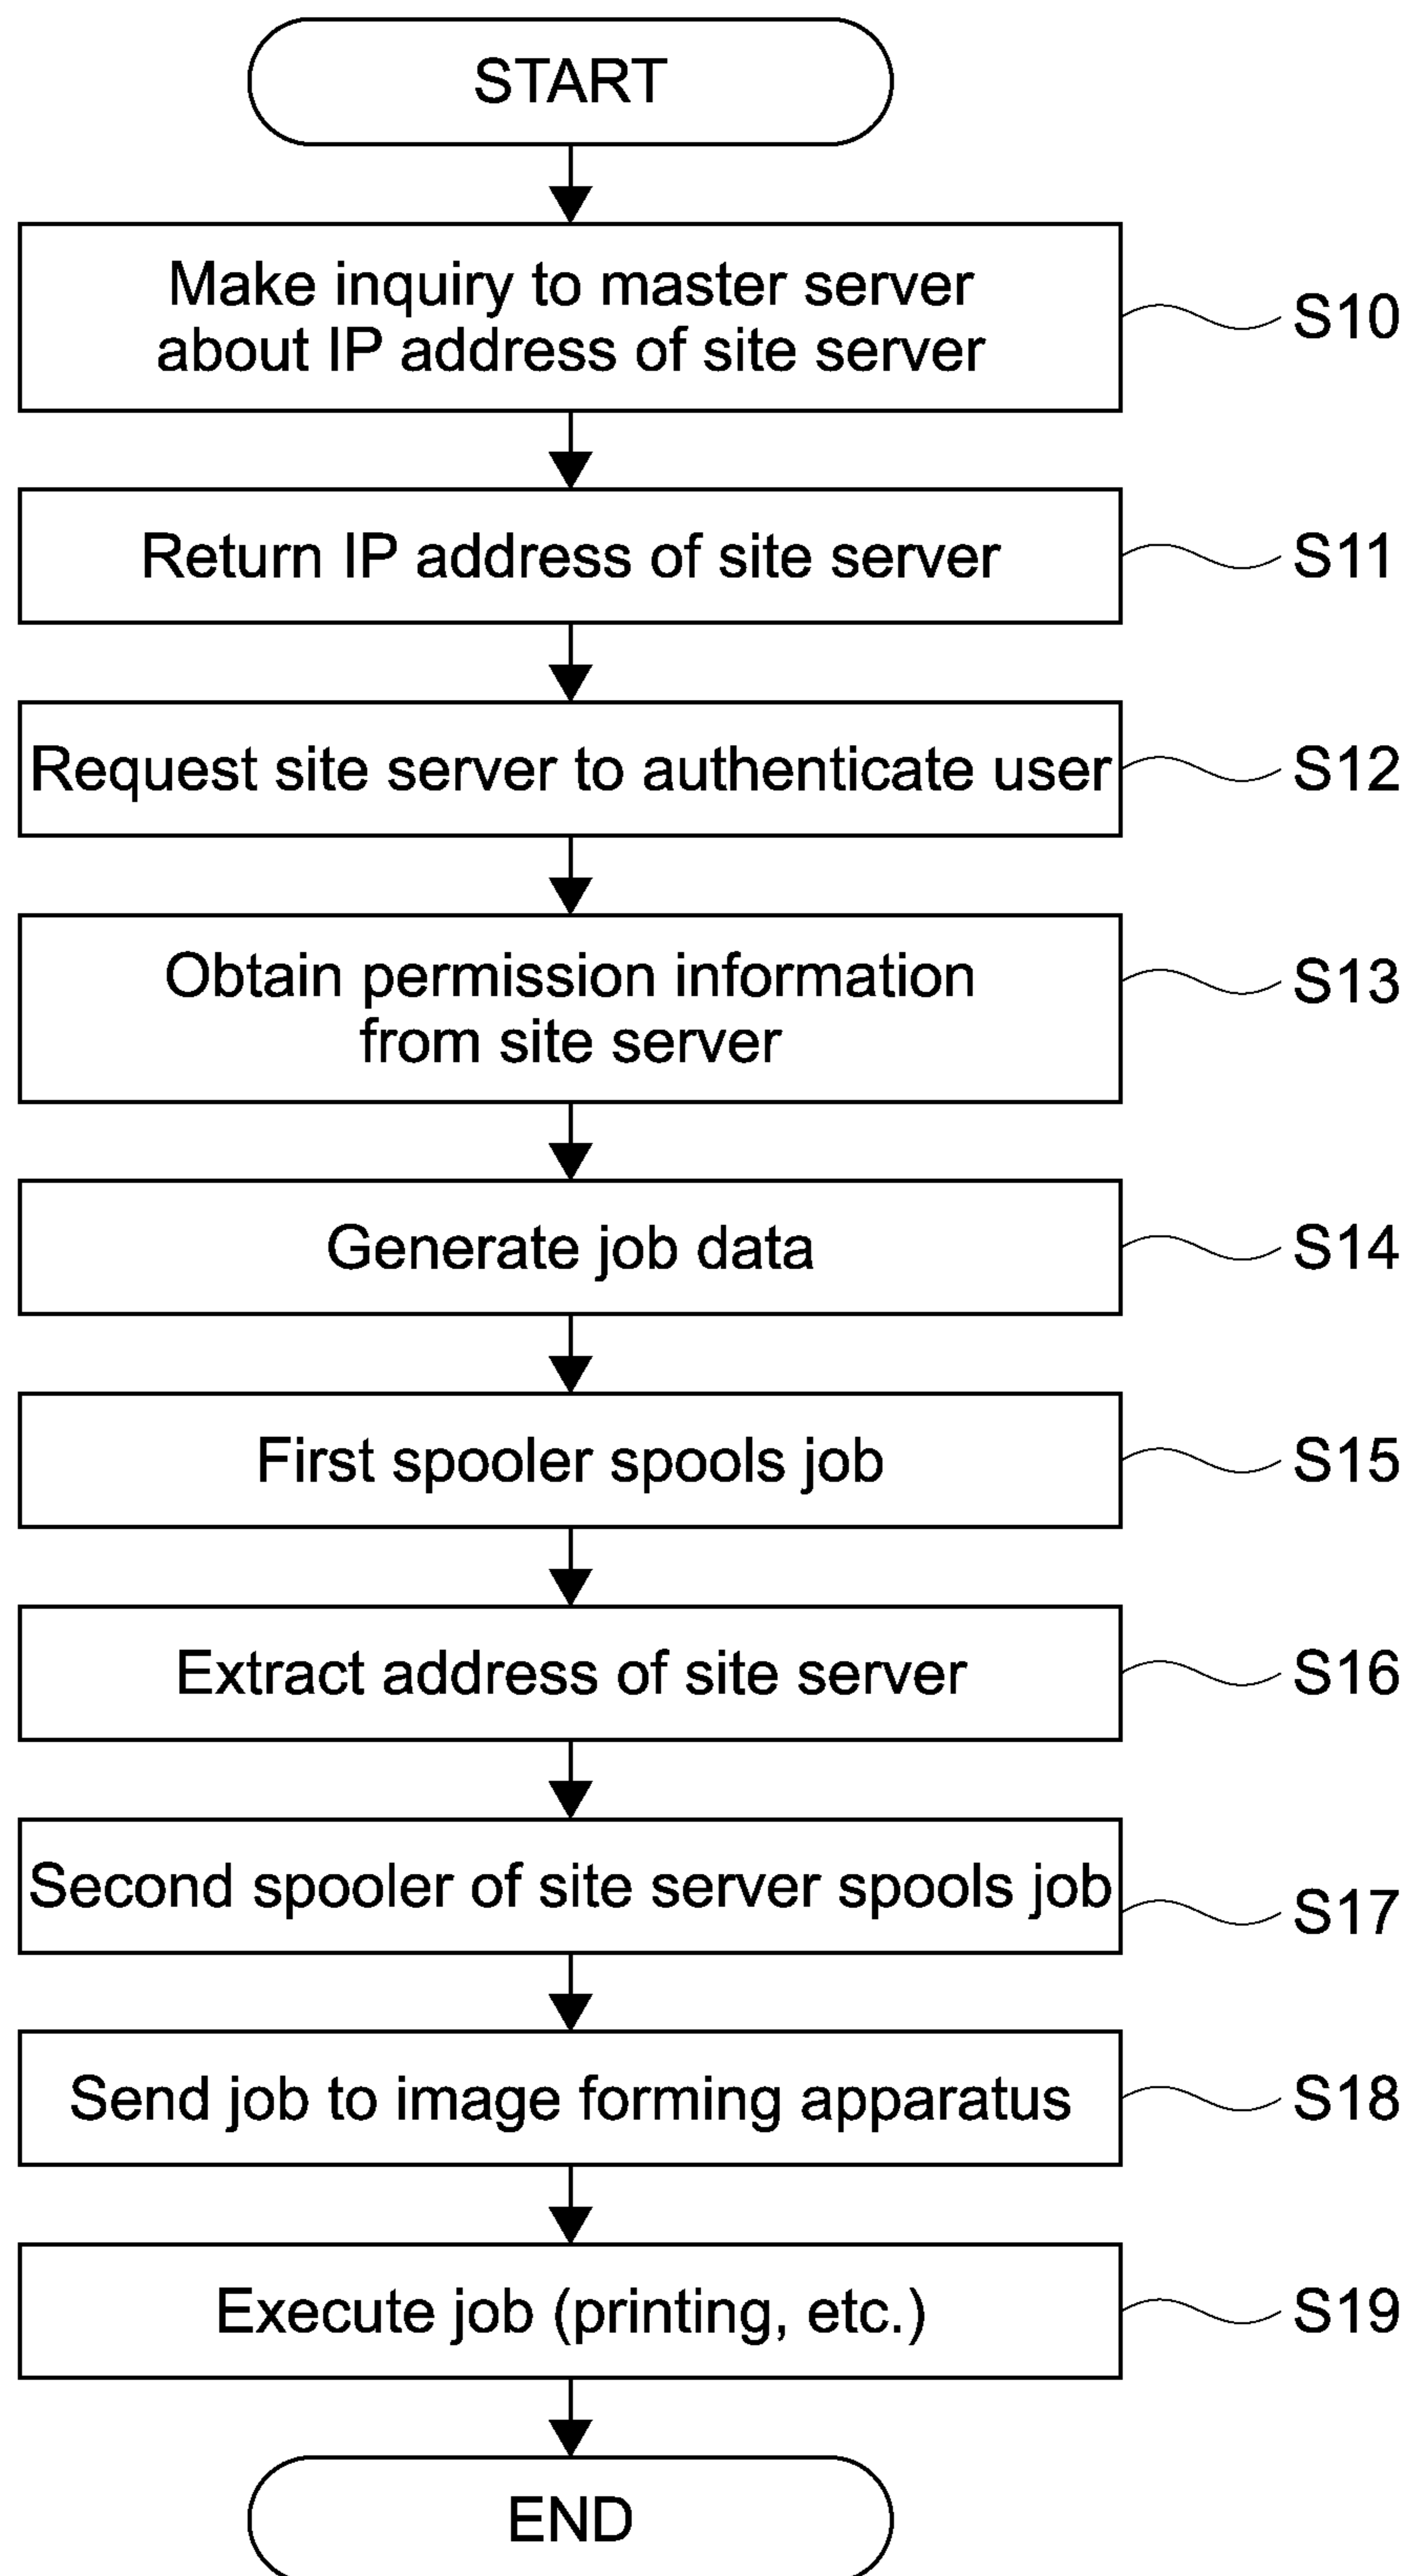 START
Make inquiry to master server
about IP address of site server
S10
Return IP address of site server
S11
Request site server to authenticate user
S12
Obtain permission information
from site server
S13
Generate job data
S14
First spooler spools job
S15
Extract address of site server
S16
Second spooler of site server spools job
S17
Send job to image forming apparatus
S18
Execute job (printing, etc.)
S19
END